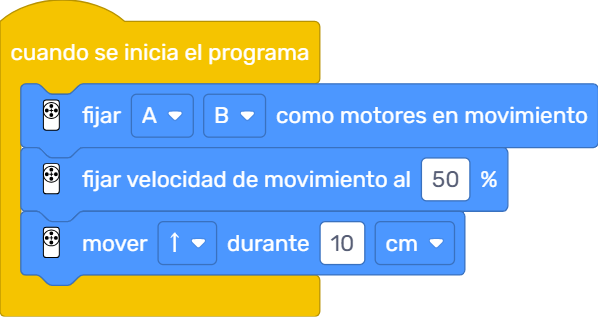 cuando se inicia el programa
fijar A B como motores en movimiento
fijar velocidad de movimiento al 50 %
mover ↑ durante 10 cm